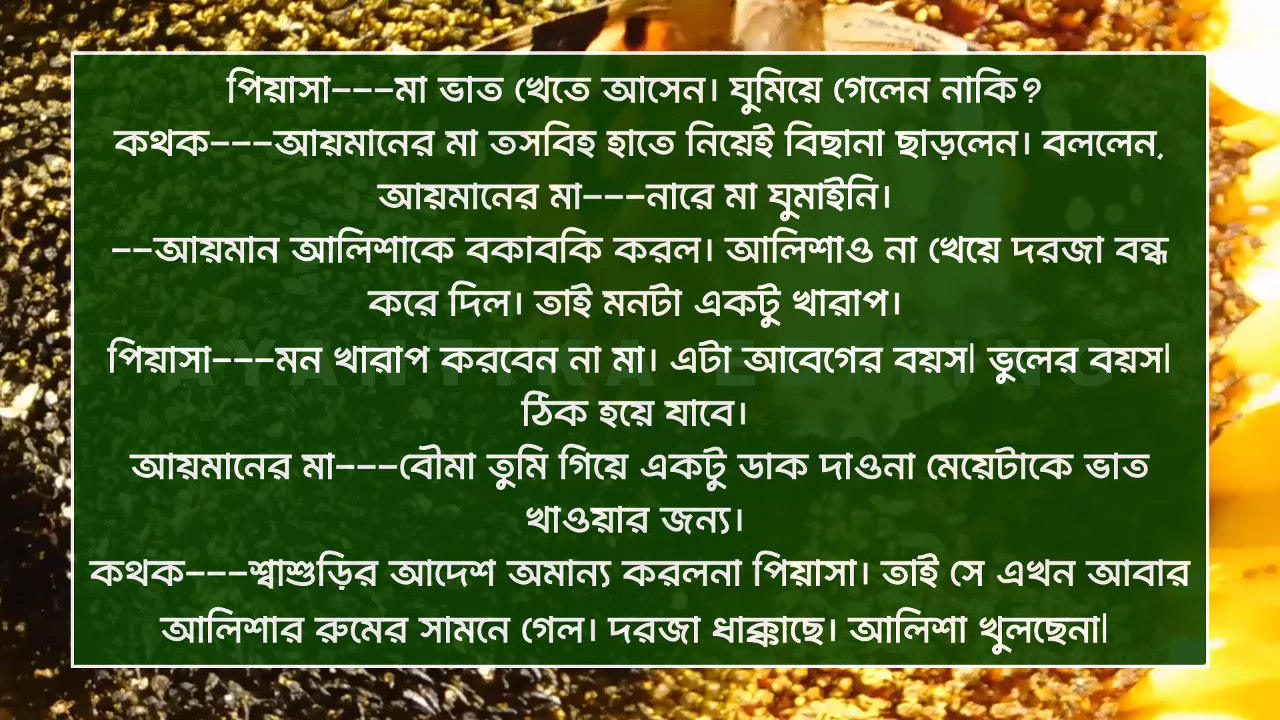 পিয়াসা---মা ভাত খেতে আসেন। ঘুমিয়ে গেলেন নাকি?
কথক---আয়মানের মা তসবিহ হাতে নিয়েই বিছানা ছাড়লেন। বললেন,
আয়মানের মা---নারে মা ঘুমাইনি।
--আয়মান আলিশাকে বকাবকি করল। আলিশাও না খেয়ে দরজা বন্ধ
করে দিল। তাই মনটা একটু খারাপ।
পিয়াসা---মন খারাপ করবেন না মা। এটা আবেগের বয়স| ভুলের বয়স|
ঠিক হয়ে যাবে।
আয়মানের মা---বৌমা তুমি গিয়ে একটু ডাক দাওনা মেয়েটাকে ভাত
খাওয়ার জন্য।
কথক---শ্বাশুড়ির আদেশ অমান্য করলনা পিয়াসা। তাই সে এখন আবার
আলিশার রুমের সামনে গেল। দরজা ধাক্কাছে। আলিশা খুলছেনা|